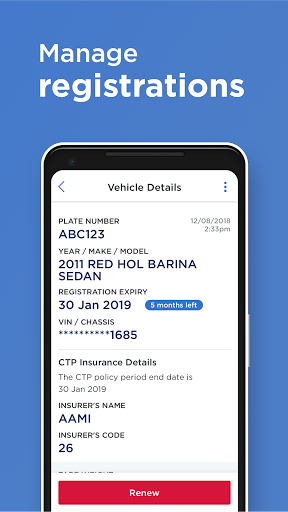 Manage
registrations
Vehicle Details
PLATE NUMBER
12/08/2018
ABC123
2:33pm
YEAR / MAKE / MODEL
2011 RED HOL BARINA
SEDAN
REGISTRATION EXPIRY
30 Jan 2019 5 months left
VIN / CHASSIS
**********1685
CTP Insurance Details
The CTP policy period end date is
30 Jan 2019
INSURER'S NAME
AAMI
INSURER'S CODE
26
Renew